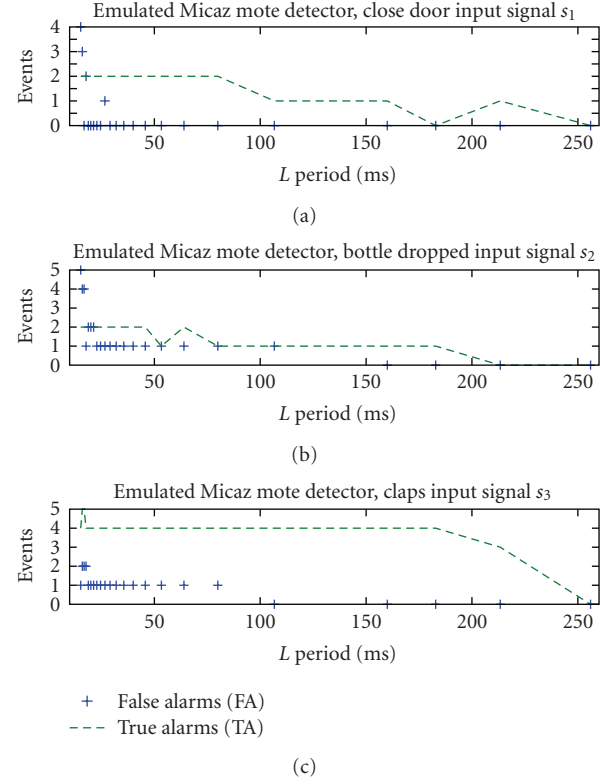 Emulated Micaz mote detector, close door input signal s1
4
3
2
1
0
Events
50 100 150 200 250
L period (ms)
(a)
Emulated Micaz mote detector, bottle dropped input signal s2
5
4
3
2
1
0
Events
50 100 150 200 250
L period (ms)
(b)
Emulated Micaz mote detector, claps input signal s3
5
4
3
2
1
0
Events
50 100 150 200 250
L period (ms)
False alarms (FA)
True alarms (TA)
(c)